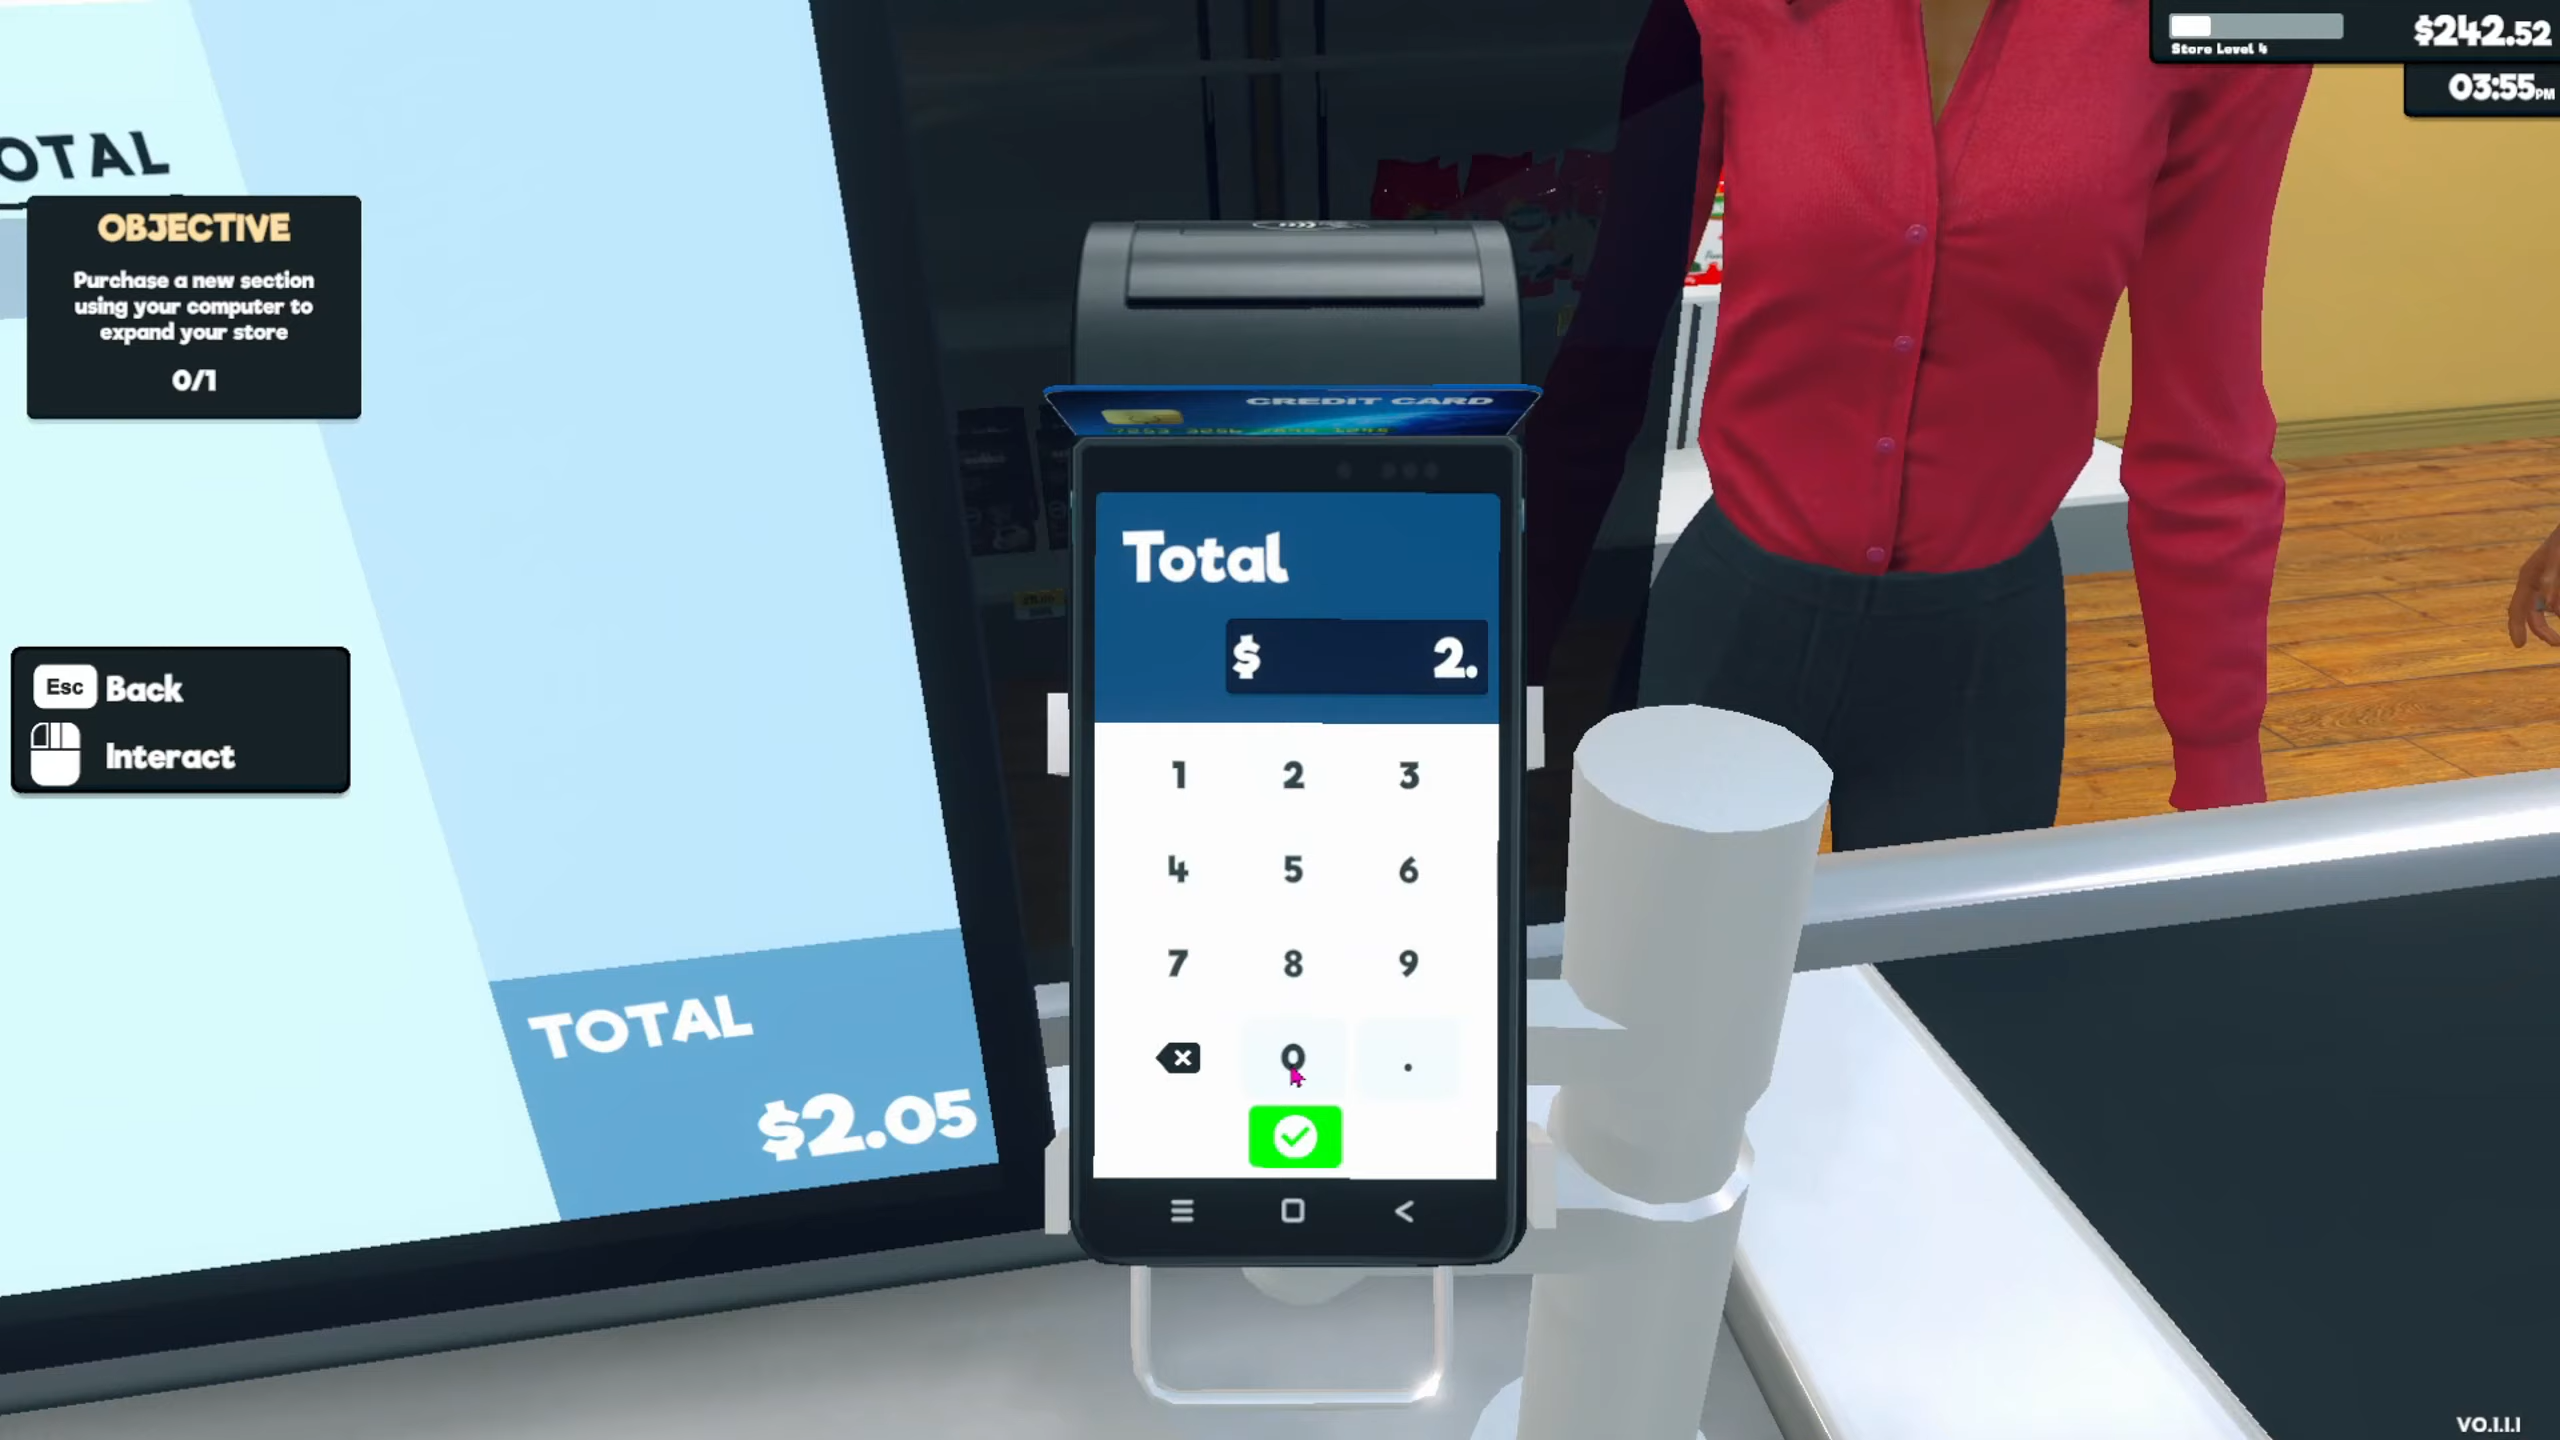 $242.52
Store Level 4
03:55PM
OTAL
OBJECTIVE
Purchase a new section
using your computer to
expand your store
0/1
CREDIT CARD
Total
$ 2.
Esc Back
Interact
1 2 3
4 5 6
7 8 9
0 .
TOTAL
$2.05
V0.1.1.1